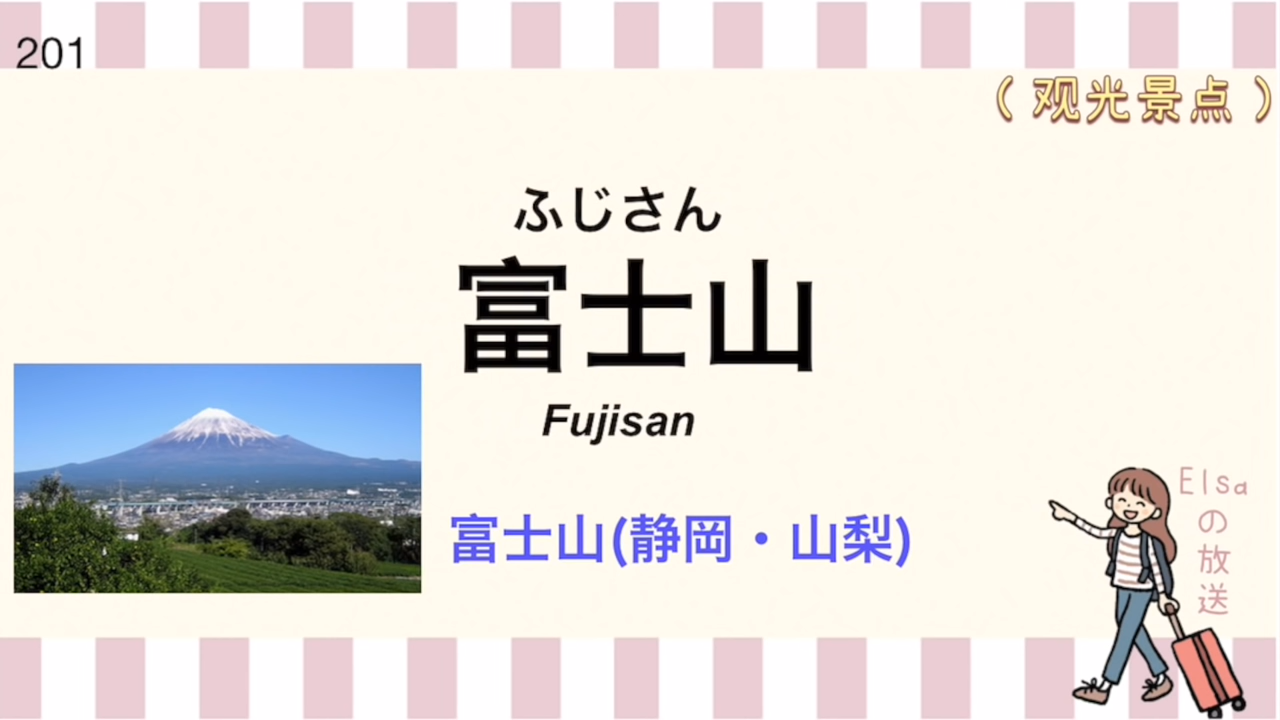 201
（观光景点）
ふじさん
富士山
Fujisan
富士山(静岡・山梨)
Elsa
の
放
送